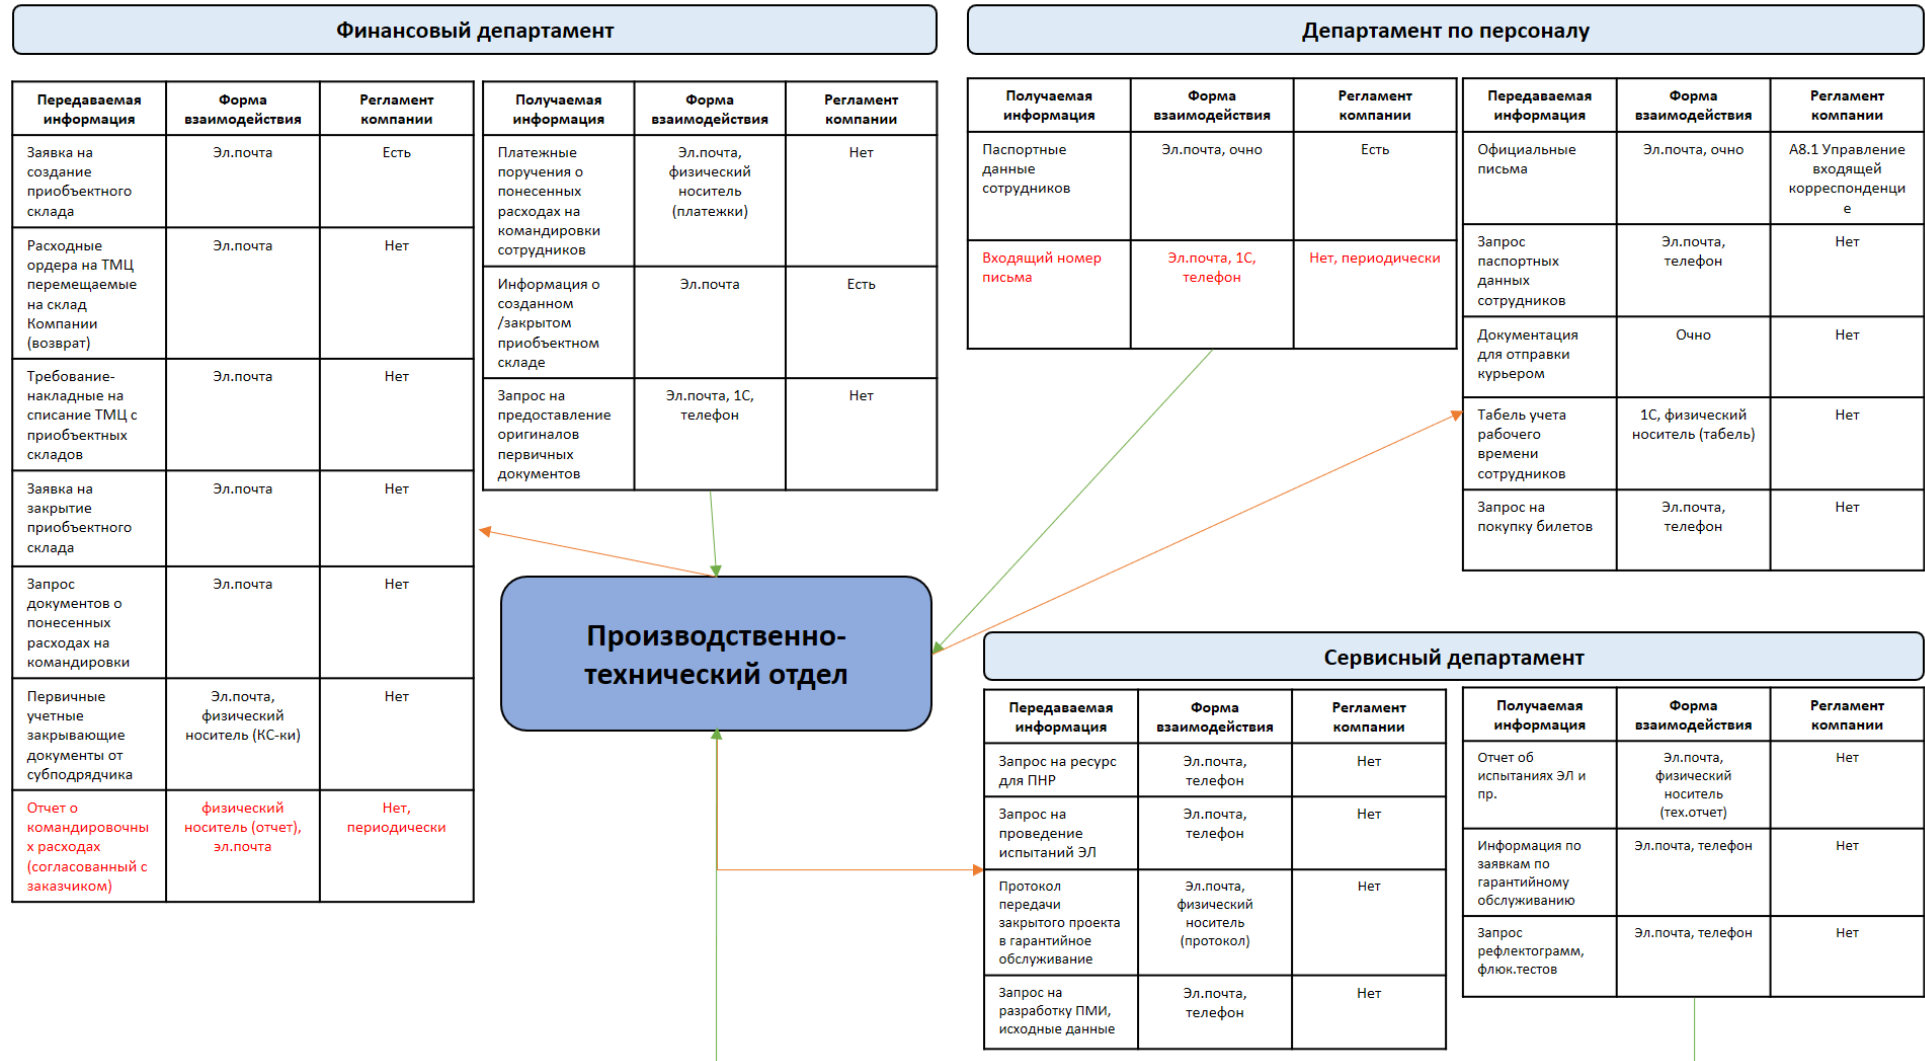 Финансовый департамент
Передаваемая
информация
Форма
взаимодействия
Регламент
компании
Заявка на
создание
приобъектного
склада
Эл.почта
Есть
Расходные
ордера на ТМЦ
перемещаемые
на склад
Компании
(возврат)
Эл.почта
Нет
Требование-
накладные на
списание ТМЦ с
приобъектных
складов
Эл.почта
Нет
Заявка на
закрытие
приобъектного
склада
Эл.почта
Нет
Запрос
документов о
понесенных
расходах на
командировки
Эл.почта
Нет
Первичные
учетные
закрывающие
документы от
субподрядчика
Эл.почта,
физический
носитель (КС-ки)
Нет
Отчет о
командировочны
х расходах
(согласованный с
заказчиком)
физический
носитель (отчет),
эл.почта
Нет,
периодически
Получаемая
информация
Форма
взаимодействия
Регламент
компании
Платежные
поручения о
понесенных
расходах на
командировки
сотрудников
Эл.почта,
физический
носитель
(платежки)
Нет
Информация о
созданном
/закрытом
приобъектном
складе
Эл.почта
Есть
Запрос на
предоставление
оригиналов
первичных
документов
Эл.почта, 1С,
телефон
Нет
Департамент по персоналу
Получаемая
информация
Форма
взаимодействия
Регламент
компании
Паспортные
данные
сотрудников
Эл.почта, очно
Есть
Входящий номер
письма
Эл.почта, 1С,
телефон
Нет, периодически
Передаваемая
информация
Форма
взаимодействия
Регламент
компании
Официальные
письма
Эл.почта, очно
А8.1 Управление
входящей
корреспонденци
е
Запрос
паспортных
данных
сотрудников
Эл.почта,
телефон
Нет
Документация
для отправки
курьером
Очно
Нет
Табель учета
рабочего
времени
сотрудников
1С, физический
носитель (табель)
Нет
Запрос на
покупку билетов
Эл.почта,
телефон
Нет
Производственно-
технический отдел
Сервисный департамент
Передаваемая
информация
Форма
взаимодействия
Регламент
компании
Запрос на ресурс
для ПНР
Эл.почта,
телефон
Нет
Запрос на
проведение
испытаний ЭЛ
Эл.почта,
телефон
Нет
Протокол
передачи
закрытого проекта
в гарантийное
обслуживание
Эл.почта,
физический
носитель
(протокол)
Нет
Запрос на
разработку ПМИ,
исходные данные
Эл.почта,
телефон
Нет
Получаемая
информация
Форма
взаимодействия
Регламент
компании
Отчет об
испытаниях ЭЛ и
пр.
Эл.почта,
физический
носитель
(тех.отчет)
Нет
Информация по
заявкам по
гарантийному
обслуживанию
Эл.почта, телефон
Нет
Запрос
рефлектограмм,
флюк.тестов
Эл.почта, телефон
Нет